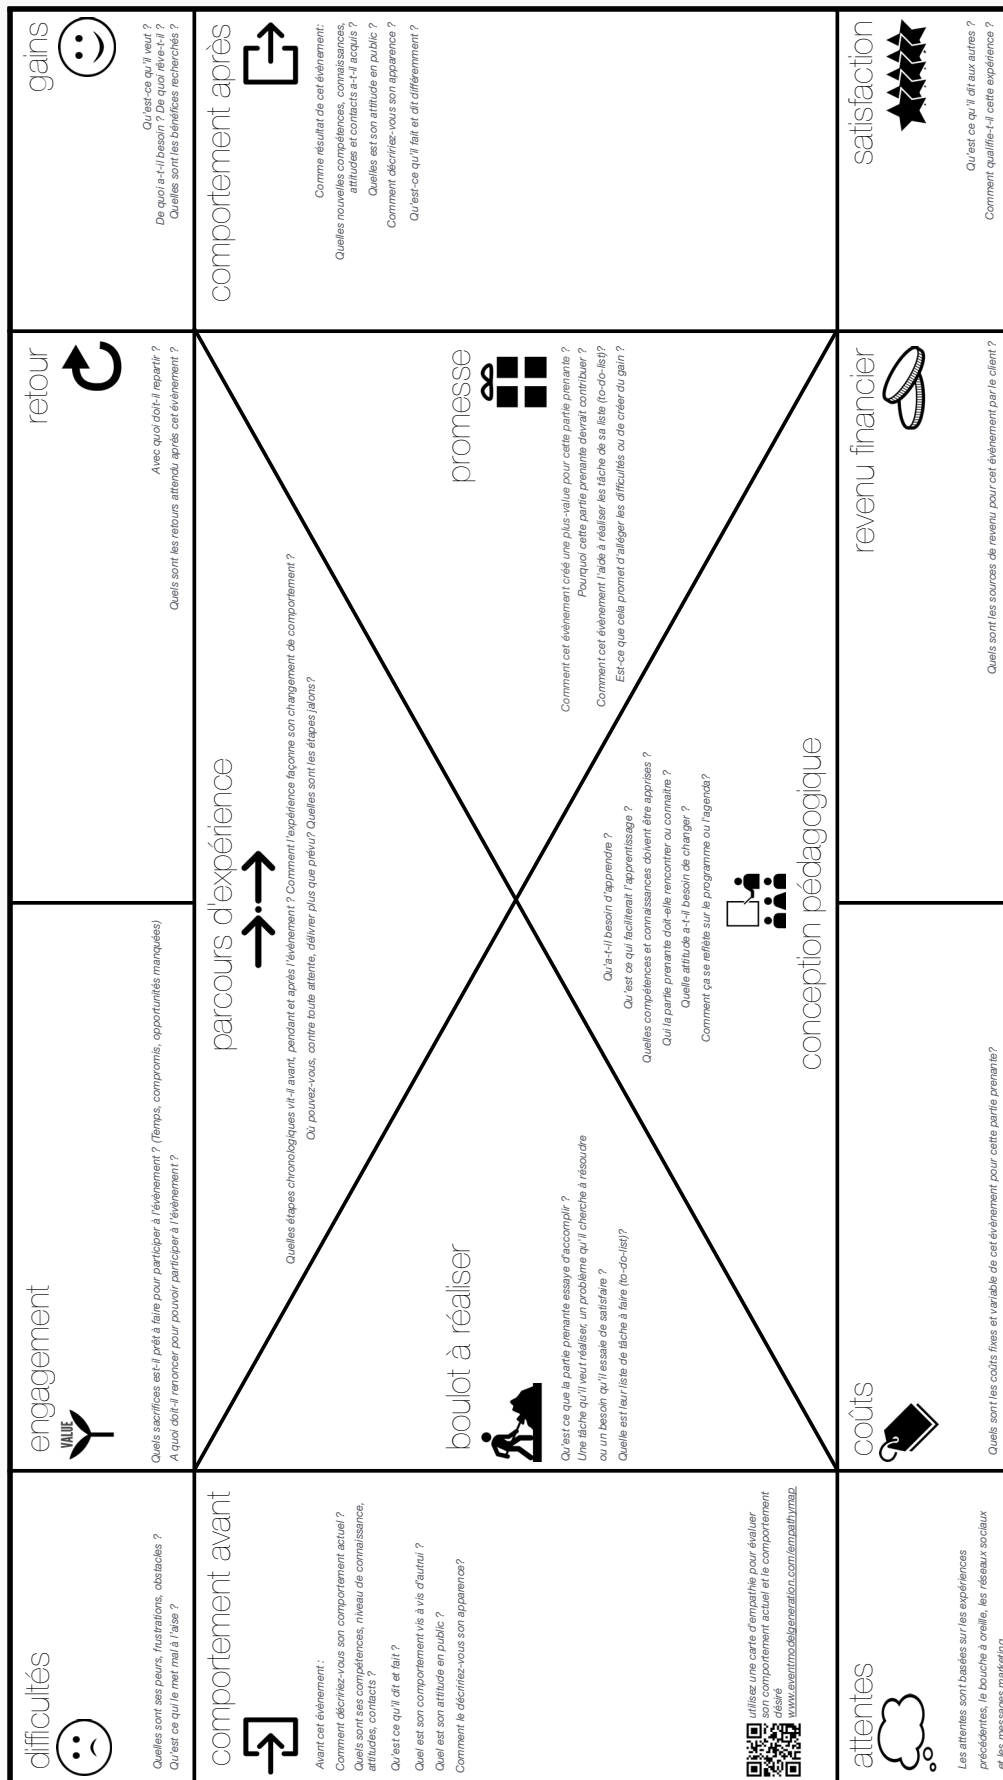 difficultés
Quelles sont ses peurs, frustrations, obstacles ?
Qu'est ce qui le met mal à l'aise ?
engagement
VALUE
Quels sacrifices est-il prêt à faire pour participer à l'évènement ? (Temps, compromis, opportunités manquées)
A quoi doit-il renoncer pour pouvoir participer à l'évènement ?
retour
Avec quoi doit-il repartir ?
Quels sont les retours attendu après cet évènement ?
gains
Qu'est-ce qu'il veut ?
De quoi a-t-il besoin ? De quoi rêve-t-il ?
Quelles sont les bénéfices recherchés ?
comportement avant
Avant cet évènement :
Comment décririez-vous son comportement actuel ?
Quels sont ses compétences, niveau de connaissance,
attitudes, contacts ?
Qu'est ce qu'il dit et fait ?
Quel est son comportement vis à vis d'autrui ?
Quel est son attitude en public ?
Comment le décririez-vous son apparence?
utilisez une carte d'empathie pour évaluer
son comportement actuel et le comportement
désiré
www.eventmodelgeneration.com/empathymap
parcours d'expérience
Quelles étapes chronologiques vit-il avant, pendant et après l'évènement ? Comment l'expérience façonne son changement de comportement ?
Où pouvez-vous, contre toute attente, délivrer plus que prévu? Quelles sont les étapes jalons?
boulot à réaliser
Qu'est ce que la partie prenante essaye d'accomplir ?
Une tâche qu'il veut réaliser, un problème qu'il cherche à résoudre
ou un besoin qu'il essaie de satisfaire ?
Quelle est leur liste de tâche à faire (to-do-list)?
promesse
Comment cet évènement créé une plus-value pour cette partie prenante ?
Pourquoi cette partie prenante devrait contribuer ?
Comment cet évènement l'aide à réaliser les tâche de sa liste (to-do-list)?
Est-ce que cela promet d'alléger les difficultés ou de créer du gain ?
Qu'a-t-il besoin d'apprendre ?
Qu'est ce qui faciliterait l'apprentissage ?
Quelles compétences et connaissances doivent être apprises ?
Qui la partie prenante doit-elle rencontrer ou connaitre ?
Quelle attitude a-t-il besoin de changer ?
Comment ça se reflète sur le programme ou l'agenda?
conception pédagogique
comportement après
Comme résultat de cet évènement:
Quelles nouvelles compétences, connaissances,
attitudes et contacts a-t-il acquis ?
Quelles est son attitude en public ?
Comment décririez-vous son apparence ?
Qu'est-ce qu'il fait et dit différemment ?
attentes
Les attentes sont basées sur les expériences
précédentes, le bouche à oreille, les réseaux sociaux
et les messages marketing
coûts
Quels sont les coûts fixes et variable de cet évènement pour cette partie prenante?
revenu financier
Quels sont les sources de revenu pour cet évènement par le client ?
satisfaction
Qu'est ce qu'il dit aux autres ?
Comment qualifie-t-il cette expérience ?